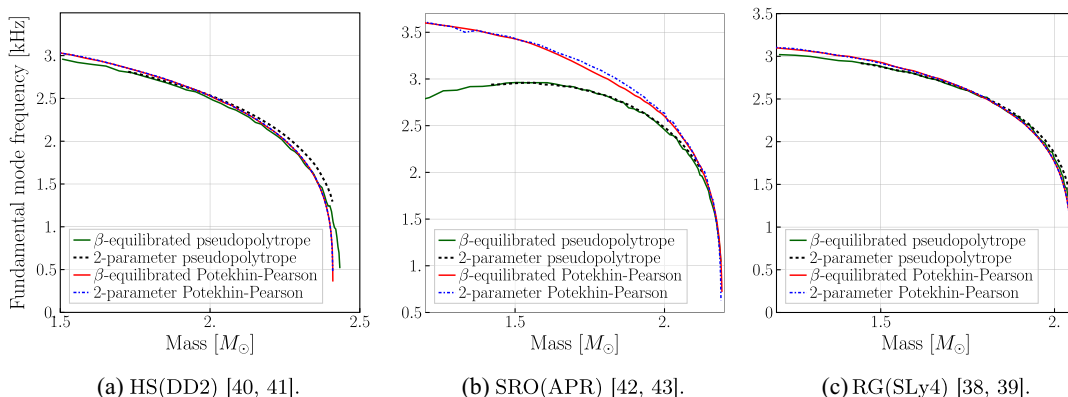 Fundamental mode frequency [kHz]
3.5
3
2.5
2
1.5
1
0.5
0
β-equilibrated pseudopolytrope
2-parameter pseudopolytrope
β-equilibrated Potekhin-Pearson
2-parameter Potekhin-Pearson
1.5 2.0 2.5
Mass [M⊙]
(a) HS(DD2) [40, 41].
3.5
3.0
2.5
2.0
1.5
1.0
0.5
β-equilibrated pseudopolytrope
2-parameter pseudopolytrope
β-equilibrated Potekhin-Pearson
2-parameter Potekhin-Pearson
1.5 2.0
Mass [M⊙]
(b) SRO(APR) [42, 43].
3.5
3
2.5
2
1.5
1
0.5
0
β-equilibrated pseudopolytrope
2-parameter pseudopolytrope
β-equilibrated Potekhin-Pearson
2-parameter Potekhin-Pearson
1.5 2.
Mass [M⊙]
(c) RG(SLy4) [38, 39].